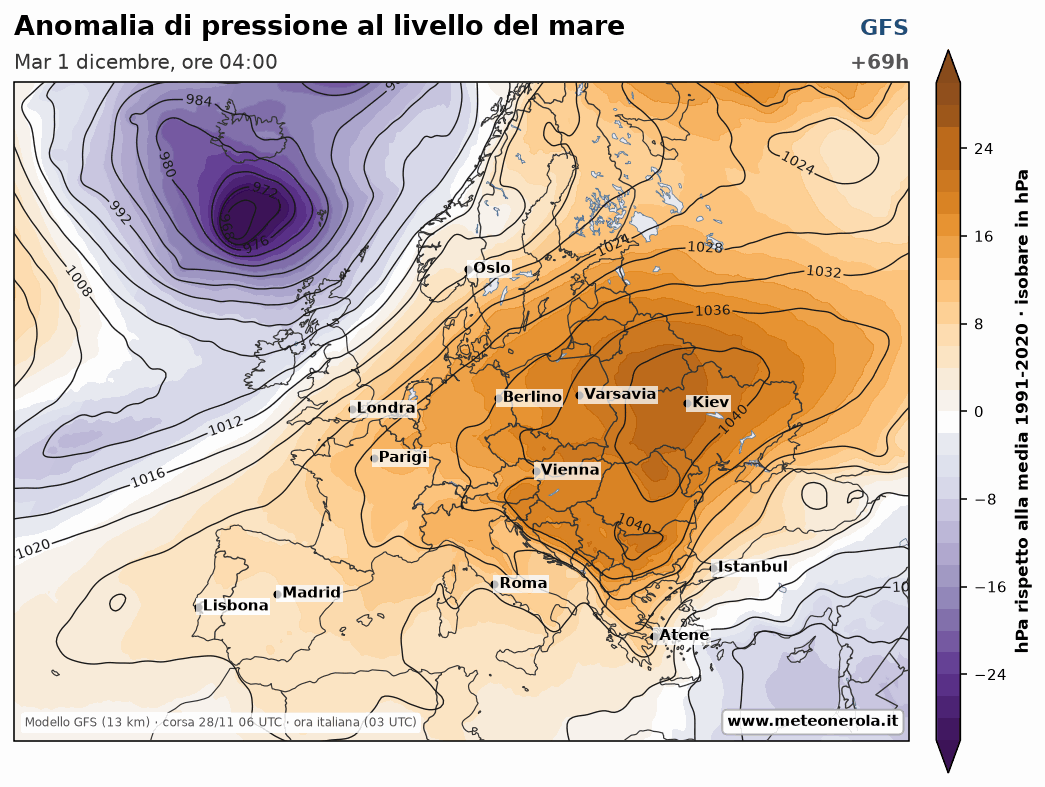 Anomalia di pressione al livello del mare
GFS
Mar 1 dicembre, ore 04:00
+69h
984
980
972
976
992
1008
1024
1024
1028
1032
1036
Oslo
24
16
8
0
−8
−16
−24
hPa rispetto alla media 1991-2020 · isobare in hPa
Berlino
Varsavia
Kiev
Londra
1040
1012
Parigi
Vienna
1016
1040
1020
Istanbul
Roma
Madrid
Lisbona
Atene
Modello GFS (13 km) · corsa 28/11 06 UTC · ora italiana (03 UTC)
www.meteonerola.it